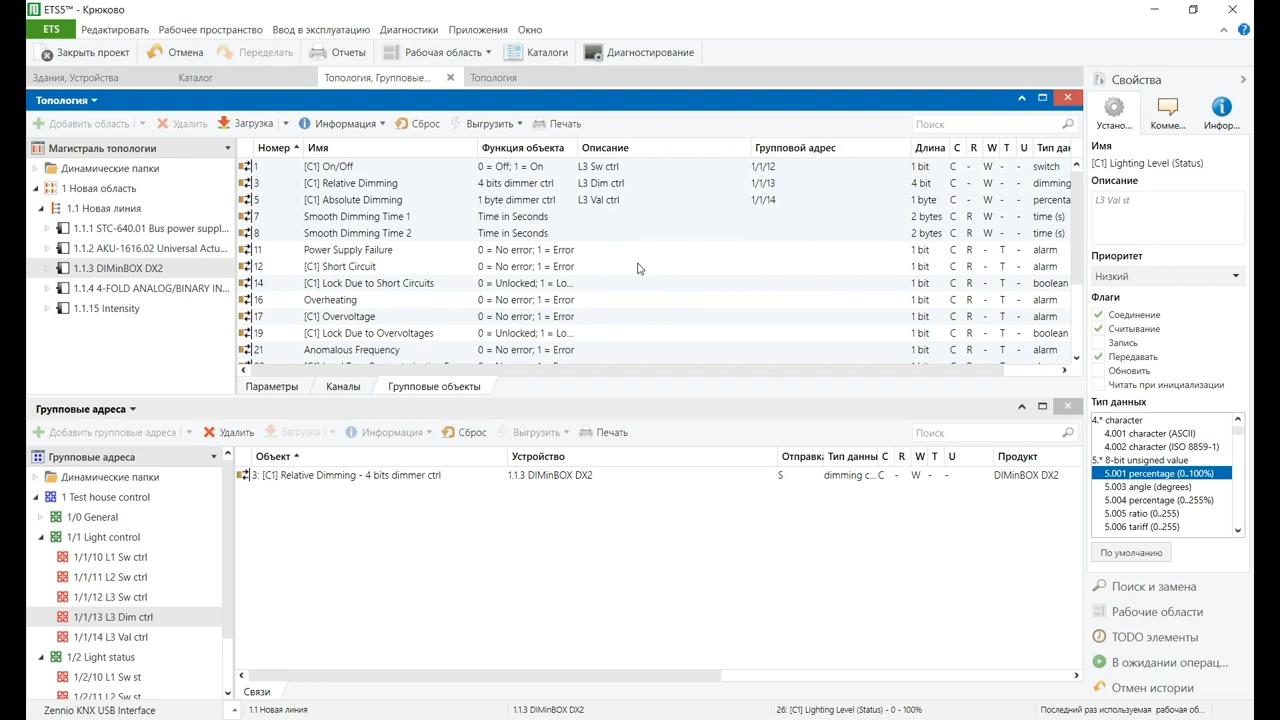 ETS5™ - Крюково
ETS Редактировать Рабочее пространство Ввод в эксплуатацию Диагностики Приложения Окно
Закрыть проект Отмена Переделать Отчеты Рабочая область Каталоги Диагностирование
Здания, Устройства Каталог Топология, Групповые... Топология
Топология
Добавить область Удалить Загрузка Информация Сброс Выгрузить Печать Поиск
Магистраль топологии
Динамические папки
1 Новая область
1.1 Новая линия
1.1.1 STC-640.01 Bus power suppl...
1.1.2 AKU-1616.02 Universal Actu...
1.1.3 DIMinBOX DX2
1.1.4 4-FOLD ANALOG/BINARY IN...
1.1.15 Intensity
Номер Имя Функция объекта Описание Групповой адрес Длина C R W T U Тип дан
1 [C1] On/Off 0 = Off; 1 = On L3 Sw ctrl 1/1/12 1 bit C - W - - switch
3 [C1] Relative Dimming 4 bits dimmer ctrl L3 Dim ctrl 1/1/13 4 bit C - W - - dimming
5 [C1] Absolute Dimming 1 byte dimmer ctrl L3 Val ctrl 1/1/14 1 byte C - W - - percenta
7 Smooth Dimming Time 1 Time in Seconds 2 bytes C R W - - time (s)
8 Smooth Dimming Time 2 Time in Seconds 2 bytes C R W - - time (s)
11 Power Supply Failure 0 = No error; 1 = Error 1 bit C R - T - alarm
12 [C1] Short Circuit 0 = No error; 1 = Error 1 bit C R - T - alarm
14 [C1] Lock Due to Short Circuits 0 = Unlocked; 1 = Lo... 1 bit C R - T - boolean
16 Overheating 0 = No error; 1 = Error 1 bit C R - T - alarm
17 [C1] Overvoltage 0 = No error; 1 = Error 1 bit C R - T - alarm
19 [C1] Lock Due to Overvoltages 0 = Unlocked; 1 = Lo... 1 bit C R - T - boolean
21 Anomalous Frequency 0 = No error; 1 = Error 1 bit C R - T - alarm
Параметры Каналы Групповые объекты
Групповые адреса
Добавить групповые адреса Удалить Загрузка Информация Сброс Выгрузить Печать Поиск
Групповые адреса
Динамические папки
1 Test house control
1/0 General
1/1 Light control
1/1/10 L1 Sw ctrl
1/1/11 L2 Sw ctrl
1/1/12 L3 Sw ctrl
1/1/13 L3 Dim ctrl
1/1/14 L3 Val ctrl
1/2 Light status
1/2/10 L1 Sw st
1/2/11 L2 Sw st
Объект Устройство Отправка Тип данны C R W T U Продукт
3: [C1] Relative Dimming - 4 bits dimmer ctrl 1.1.3 DIMinBOX DX2 S dimming c... C - W - - DIMinBOX DX2
Связи
Свойства
Устано... Комме... Инфор...
Имя
[C1] Lighting Level (Status)
Описание
L3 Val st
Приоритет
Низкий
Флаги
Соединение
Считывание
Запись
Передавать
Обновить
Читать при инициализации
Тип данных
4.* character
4.001 character (ASCII)
4.002 character (ISO 8859-1)
5.* 8-bit unsigned value
5.001 percentage (0..100%)
5.003 angle (degrees)
5.004 percentage (0..255%)
5.005 ratio (0..255)
5.006 tariff (0..255)
По умолчанию
Поиск и замена
Рабочие области
TODO элементы
В ожидании операц...
Отмен истории
Zennio KNX USB Interface 1.1 Новая линия 1.1.3 DIMinBOX DX2 26: [C1] Lighting Level (Status) - 0 - 100% Последний раз используемая рабочая об...